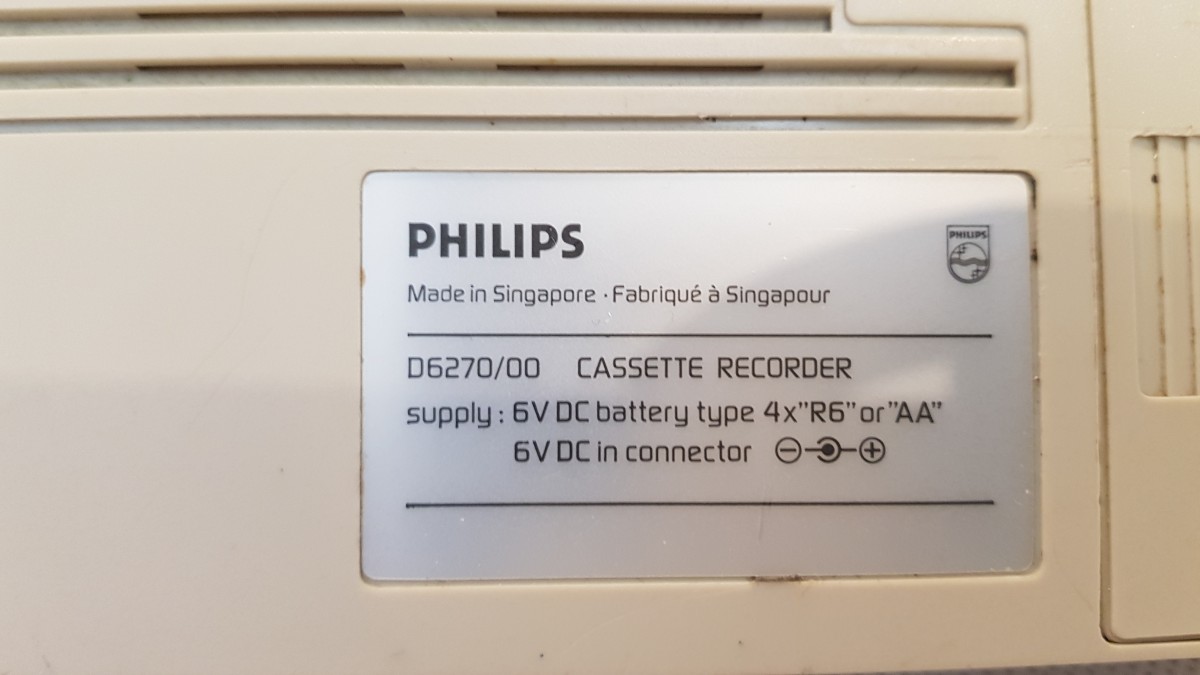 PHILIPS
PHILIPS
Made in Singapore · Fabriqué à Singapour
D6270/00 CASSETTE RECORDER
supply : 6V DC battery type 4x"R6" or "AA"
6V DC in connector